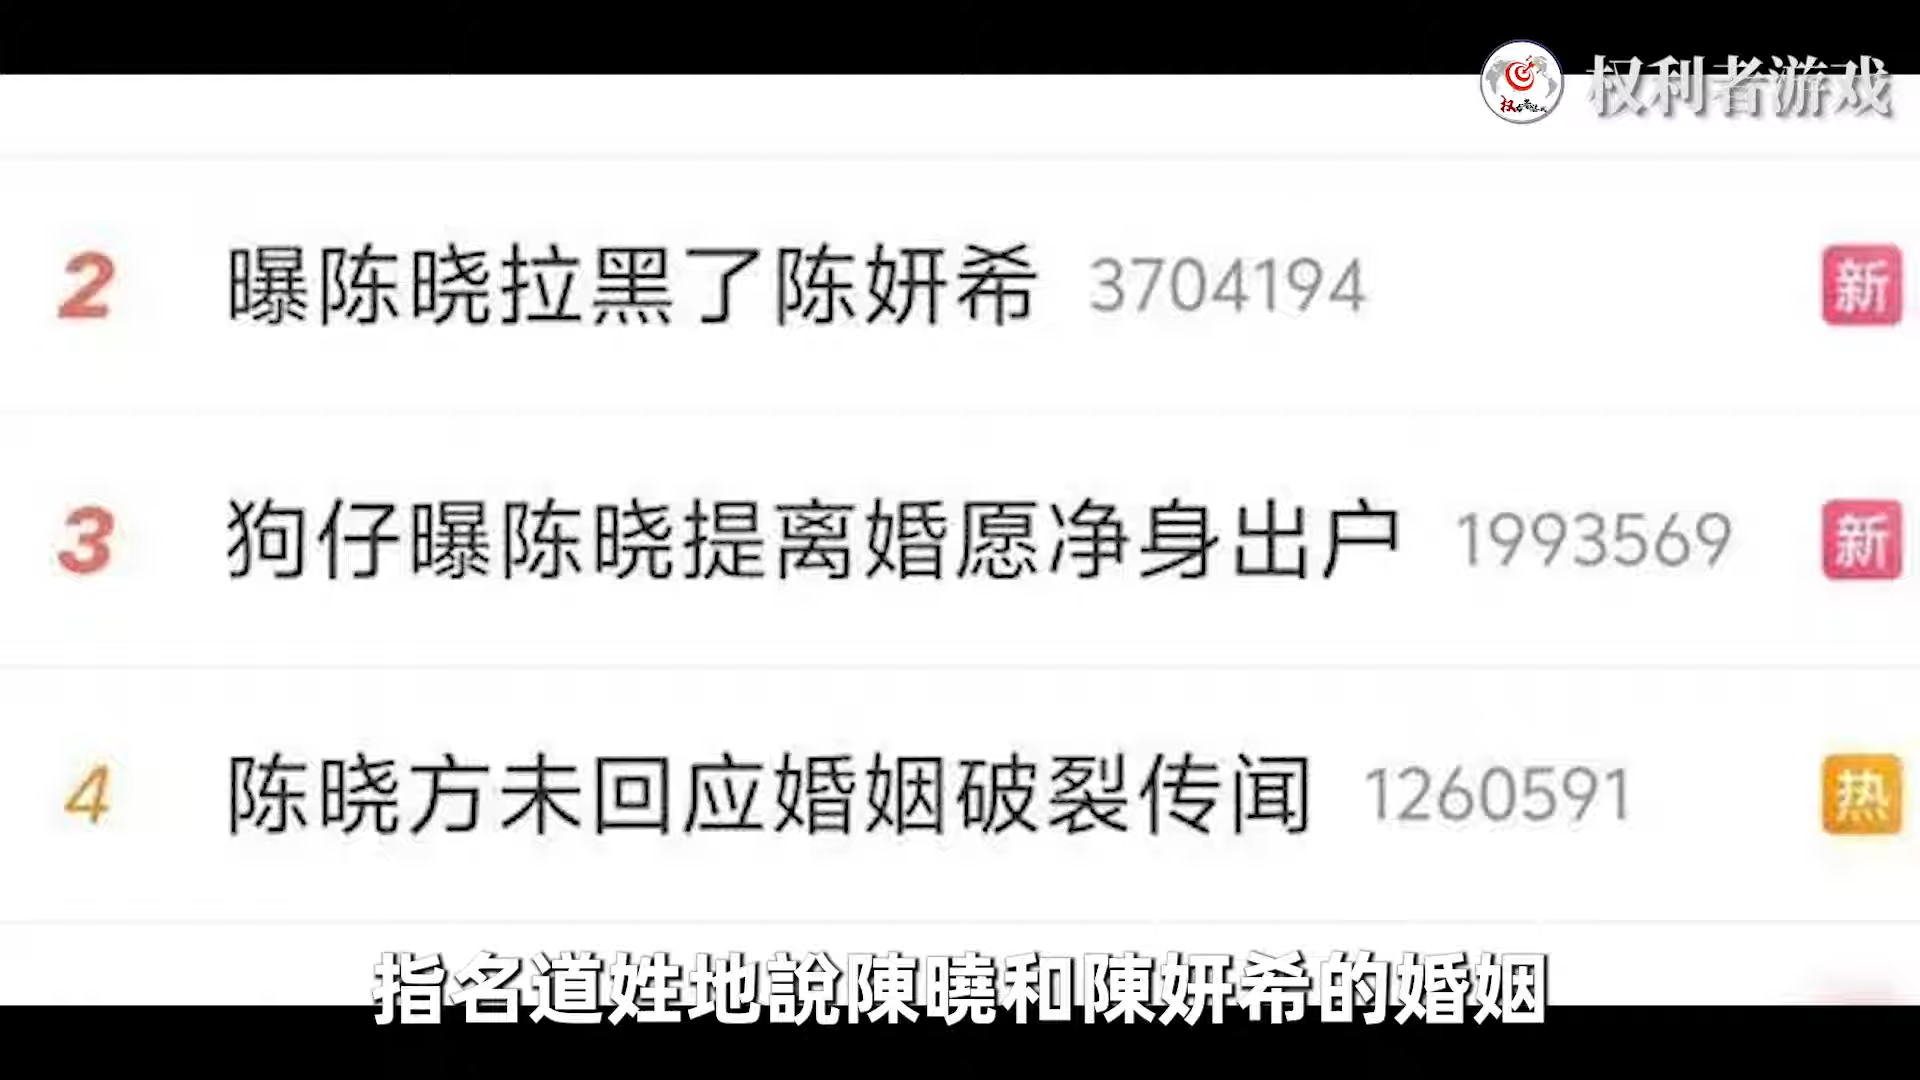 权利者游戏
2 曝陈晓拉黑了陈妍希 3704194 新
3 狗仔曝陈晓提离婚愿净身出户 1993569 新
4 陈晓方未回应婚姻破裂传闻 1260591 热
指名道姓地說陳曉和陳妍希的婚姻